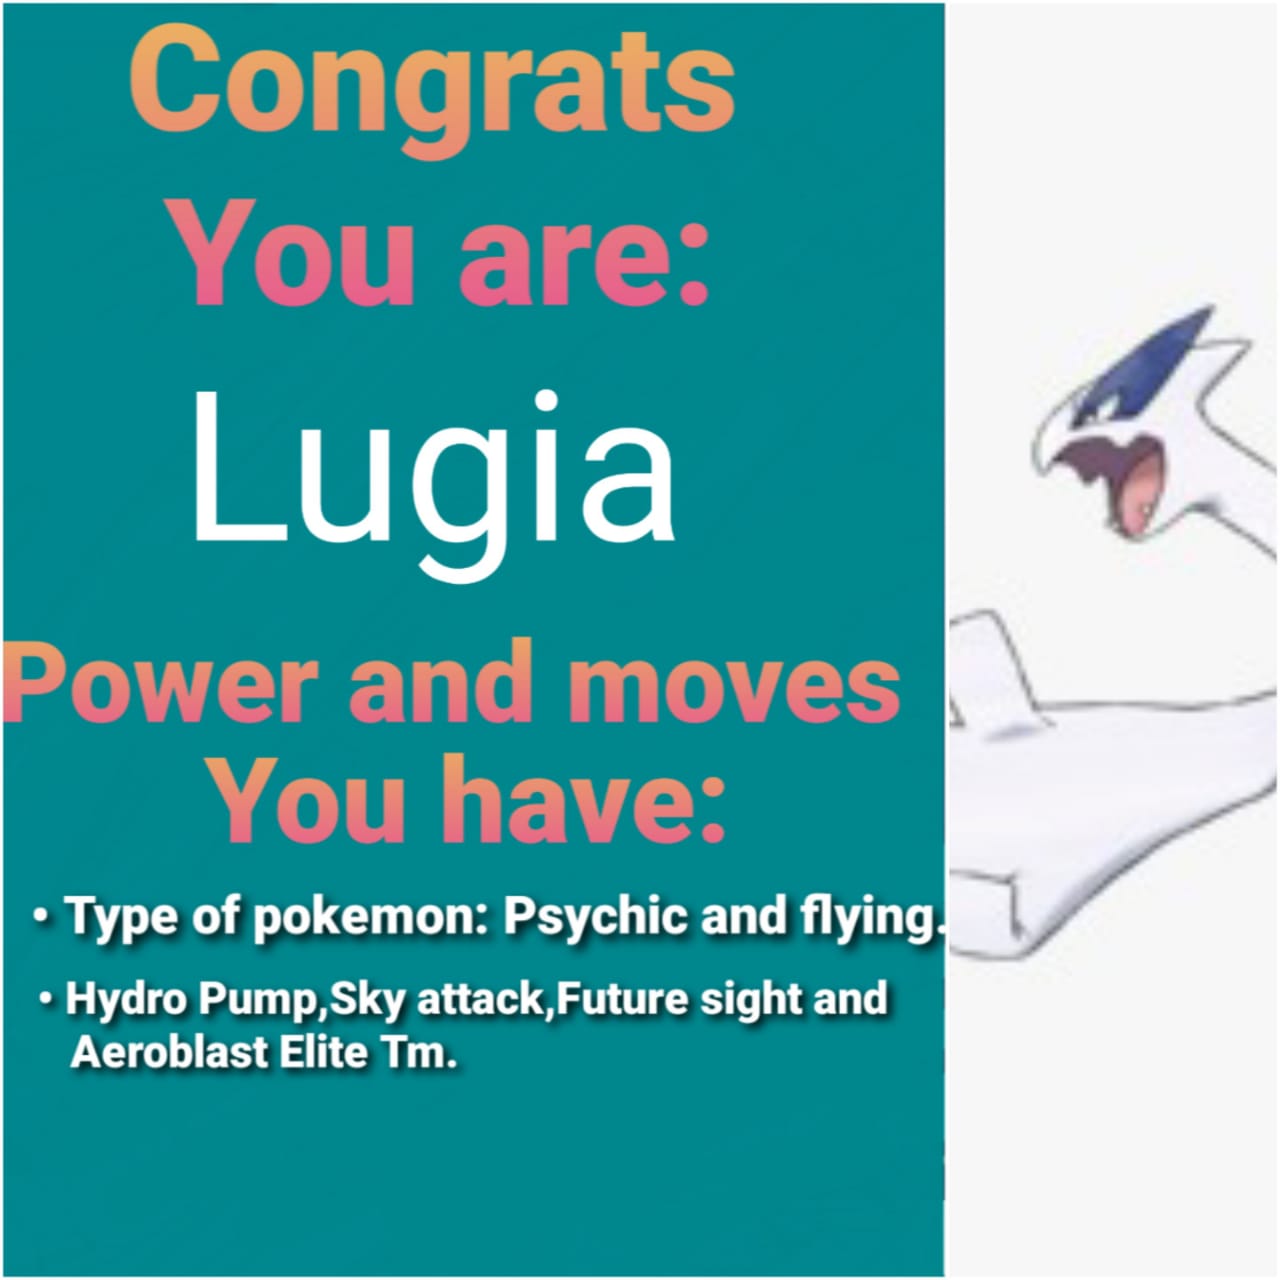 Congrats
You are:
Lugia
Power and moves
You have:
• Type of pokemon: Psychic and flying.
• Hydro Pump,Sky attack,Future sight and
Aeroblast Elite Tm.